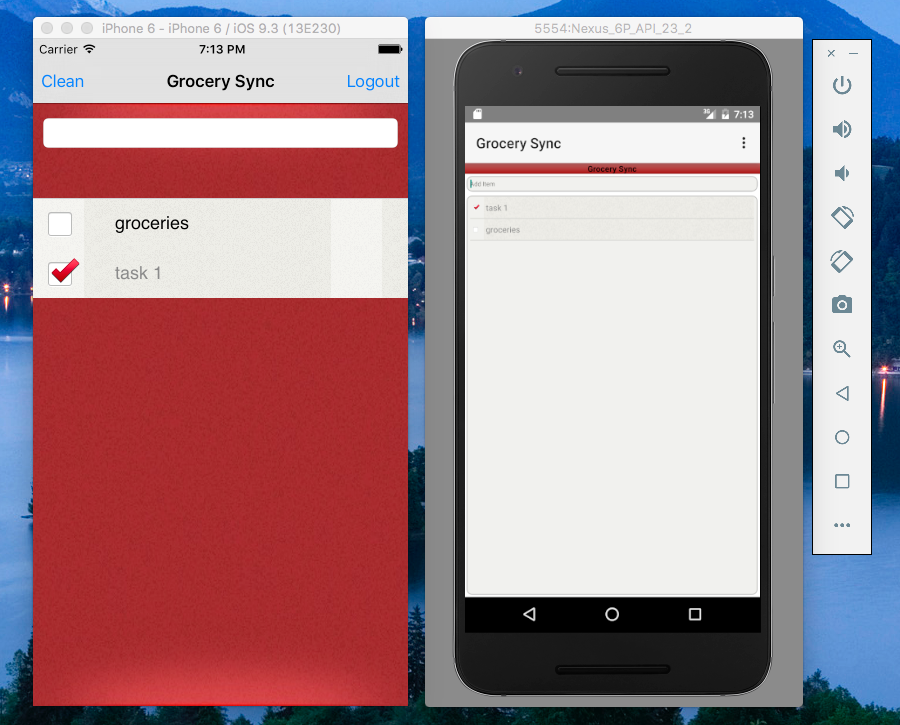 iPhone 6 - iPhone 6 / iOS 9.3 (13E230)
Carrier 7:13 PM
Clean Grocery Sync Logout
groceries
task 1
5554:Nexus_6P_API_23_2
3G 7:13
Grocery Sync
Grocery Sync
Add Item
task 1
groceries